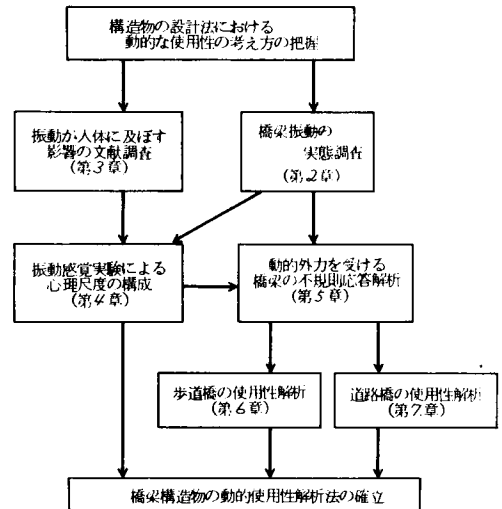 構造物の設計法における
動的な使用性の考え方の把握
振動が人体に及ぼす
影響の文献調査
(第3章)
橋梁振動の
実態調査
(第2章)
振動感覚実験による
心理尺度の構成
(第4章)
動的外力を受ける
橋梁の不規則応答解析
(第5章)
歩道橋の使用性解析
(第6章)
道路橋の使用性解析
(第7章)
橋梁構造物の動的使用性解析法の確立